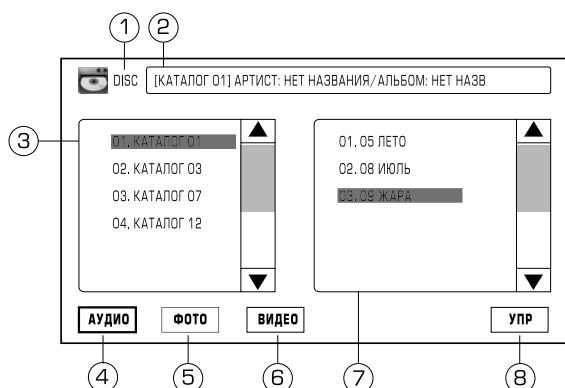 1 2
DISC [КАТАЛОГ 01] АРТИСТ: НЕТ НАЗВАНИЯ/АЛЬБОМ: НЕТ НАЗВ
3
01. КАТАЛОГ 01
02. КАТАЛОГ 03
03. КАТАЛОГ 07
04. КАТАЛОГ 12
01. 05 ЛЕТО
02. 08 ИЮЛЬ
03. 09 ЖАРА
АУДИО ФОТО ВИДЕО УПР
4 5 6 7 8